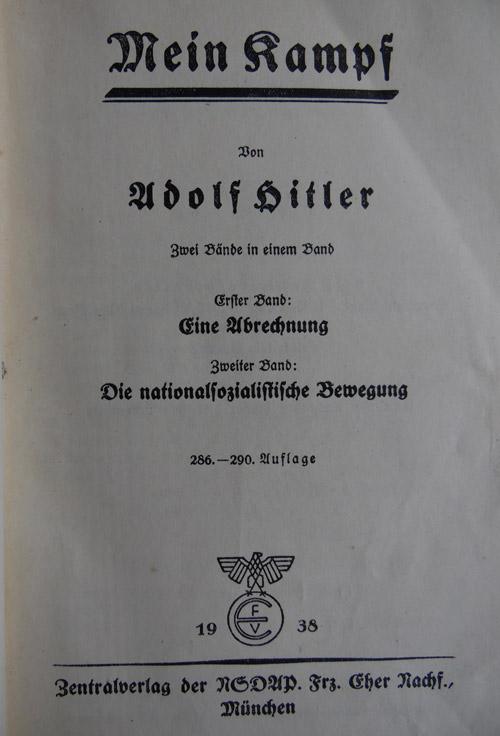 Mein Kampf
Von
Adolf Hitler
Zwei Bände in einem Band
Erster Band:
Eine Abrechnung
Zweiter Band:
Die nationalsozialistische Bewegung
286.—290. Auflage
F
E
V
19 38
Zentralverlag der NSDAP. Frz. Eher Nachf.,
München